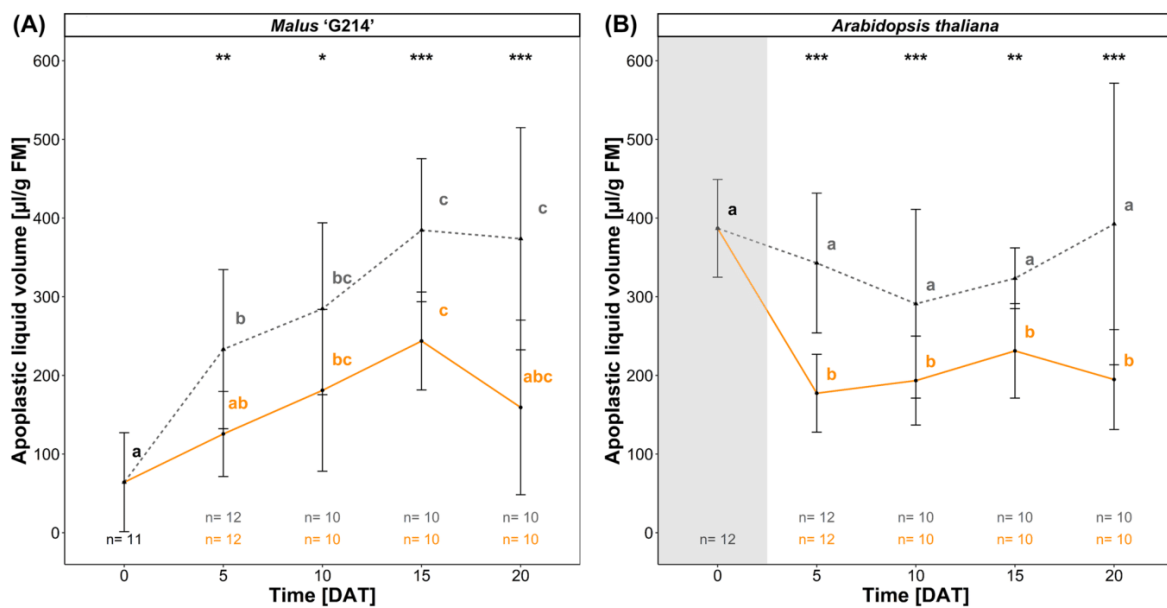 (A)
Malus ‘G214’
Apoplastic liquid volume [µl/g FM]
600
500
400
300
200
100
0
** * *** ***
a
b
bc
c
c
ab
bc
c
abc
n= 12 n= 10 n= 10 n= 10
n= 11 n= 12 n= 10 n= 10 n= 10
0 5 10 15 20
Time [DAT]
(B)
Arabidopsis thaliana
Apoplastic liquid volume [µl/g FM]
600
500
400
300
200
100
0
*** *** ** ***
a
a
a
a
a
b
b
b
b
n= 12 n= 10 n= 10 n= 10
n= 12 n= 12 n= 10 n= 10 n= 10
0 5 10 15 20
Time [DAT]